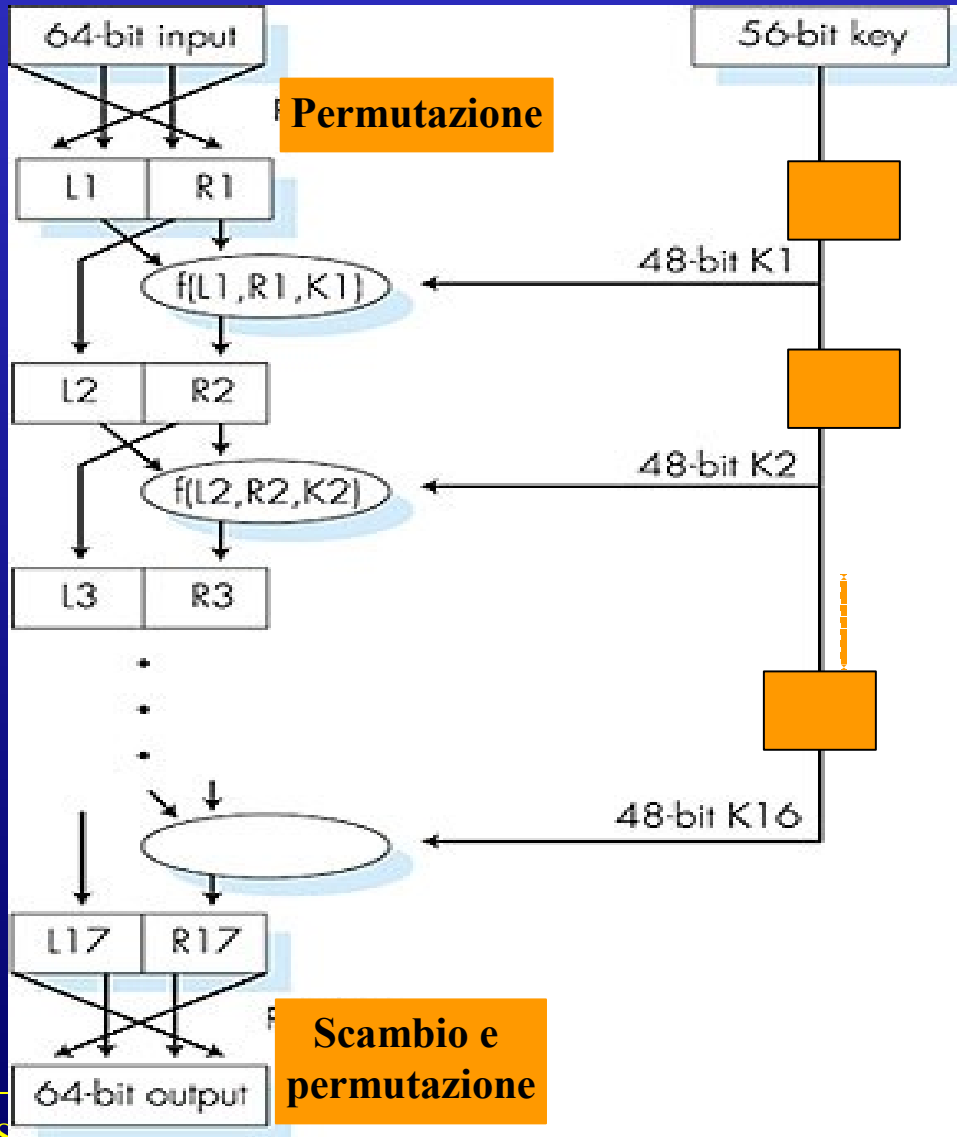 64-bit input
56-bit key
Permutazione
L1 R1
48-bit K1
f(L1,R1,K1)
L2 R2
48-bit K2
f(L2,R2,K2)
L3 R3
48-bit K16
L17 R17
Scambio e
permutazione
64-bit output